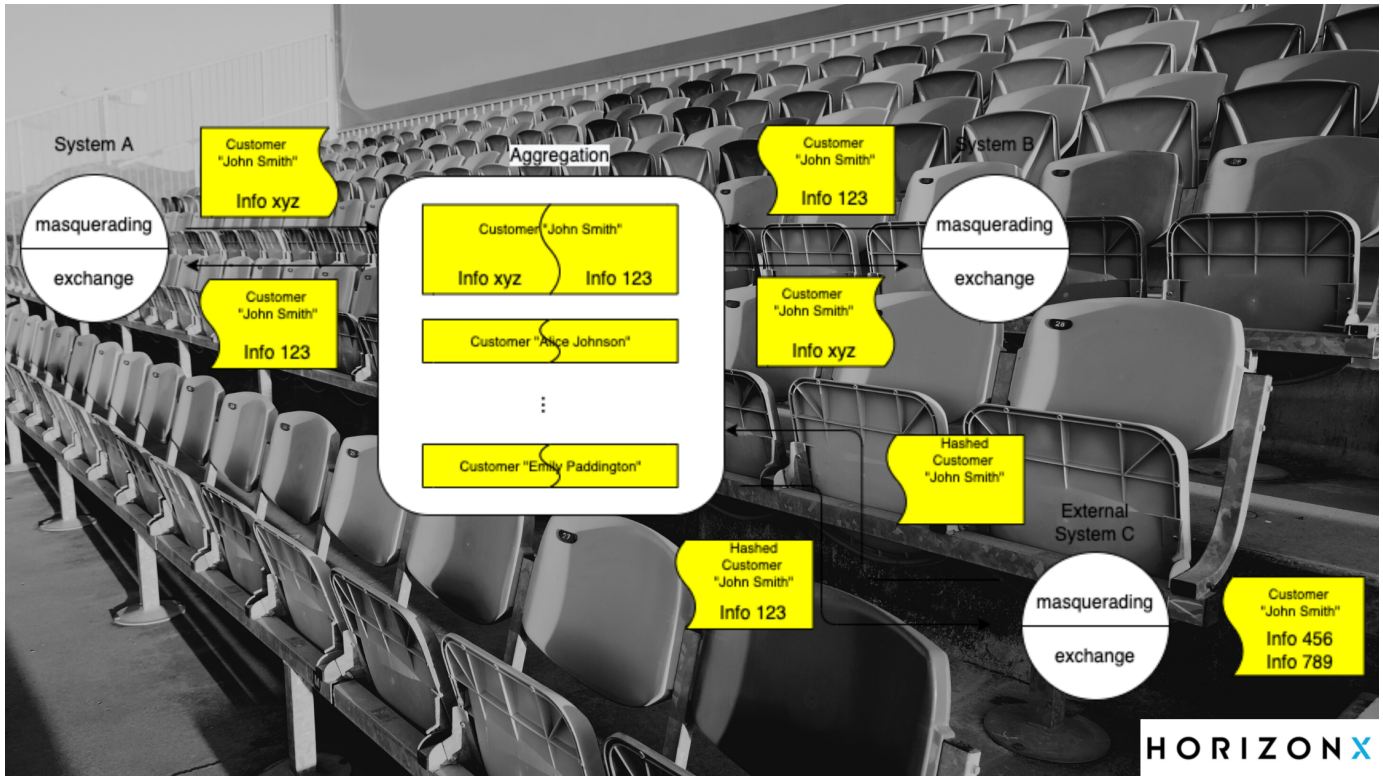 System A
masquerading
exchange
Customer
"John Smith"
Info xyz
Customer
"John Smith"
Info 123
Aggregation
Customer "John Smith"
Info xyz Info 123
Customer "Alice Johnson"
...
Customer "Emily Paddington"
Customer
"John Smith"
Info 123
Customer
"John Smith"
Info xyz
System B
masquerading
exchange
28
Hashed
Customer
"John Smith"
Hashed
Customer
"John Smith"
Info 123
27
External
System C
masquerading
exchange
Customer
"John Smith"
Info 456
Info 789
HORIZONX